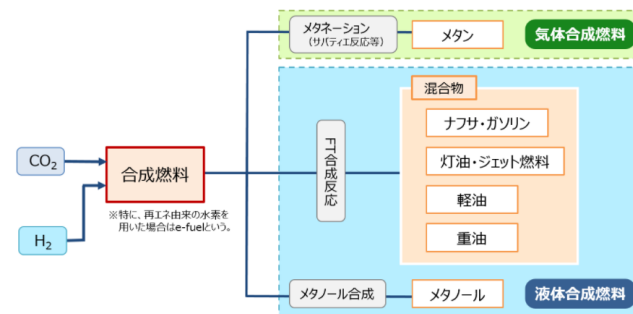 メタネーション
（サバティエ反応等）
メタン
気体合成燃料
混合物
ナフサ・ガソリン
灯油・ジェット燃料
軽油
重油
FT合成反応
CO₂
合成燃料
※特に、再エネ由来の水素を
用いた場合はe-fuelという。
H₂
メタノール合成
メタノール
液体合成燃料